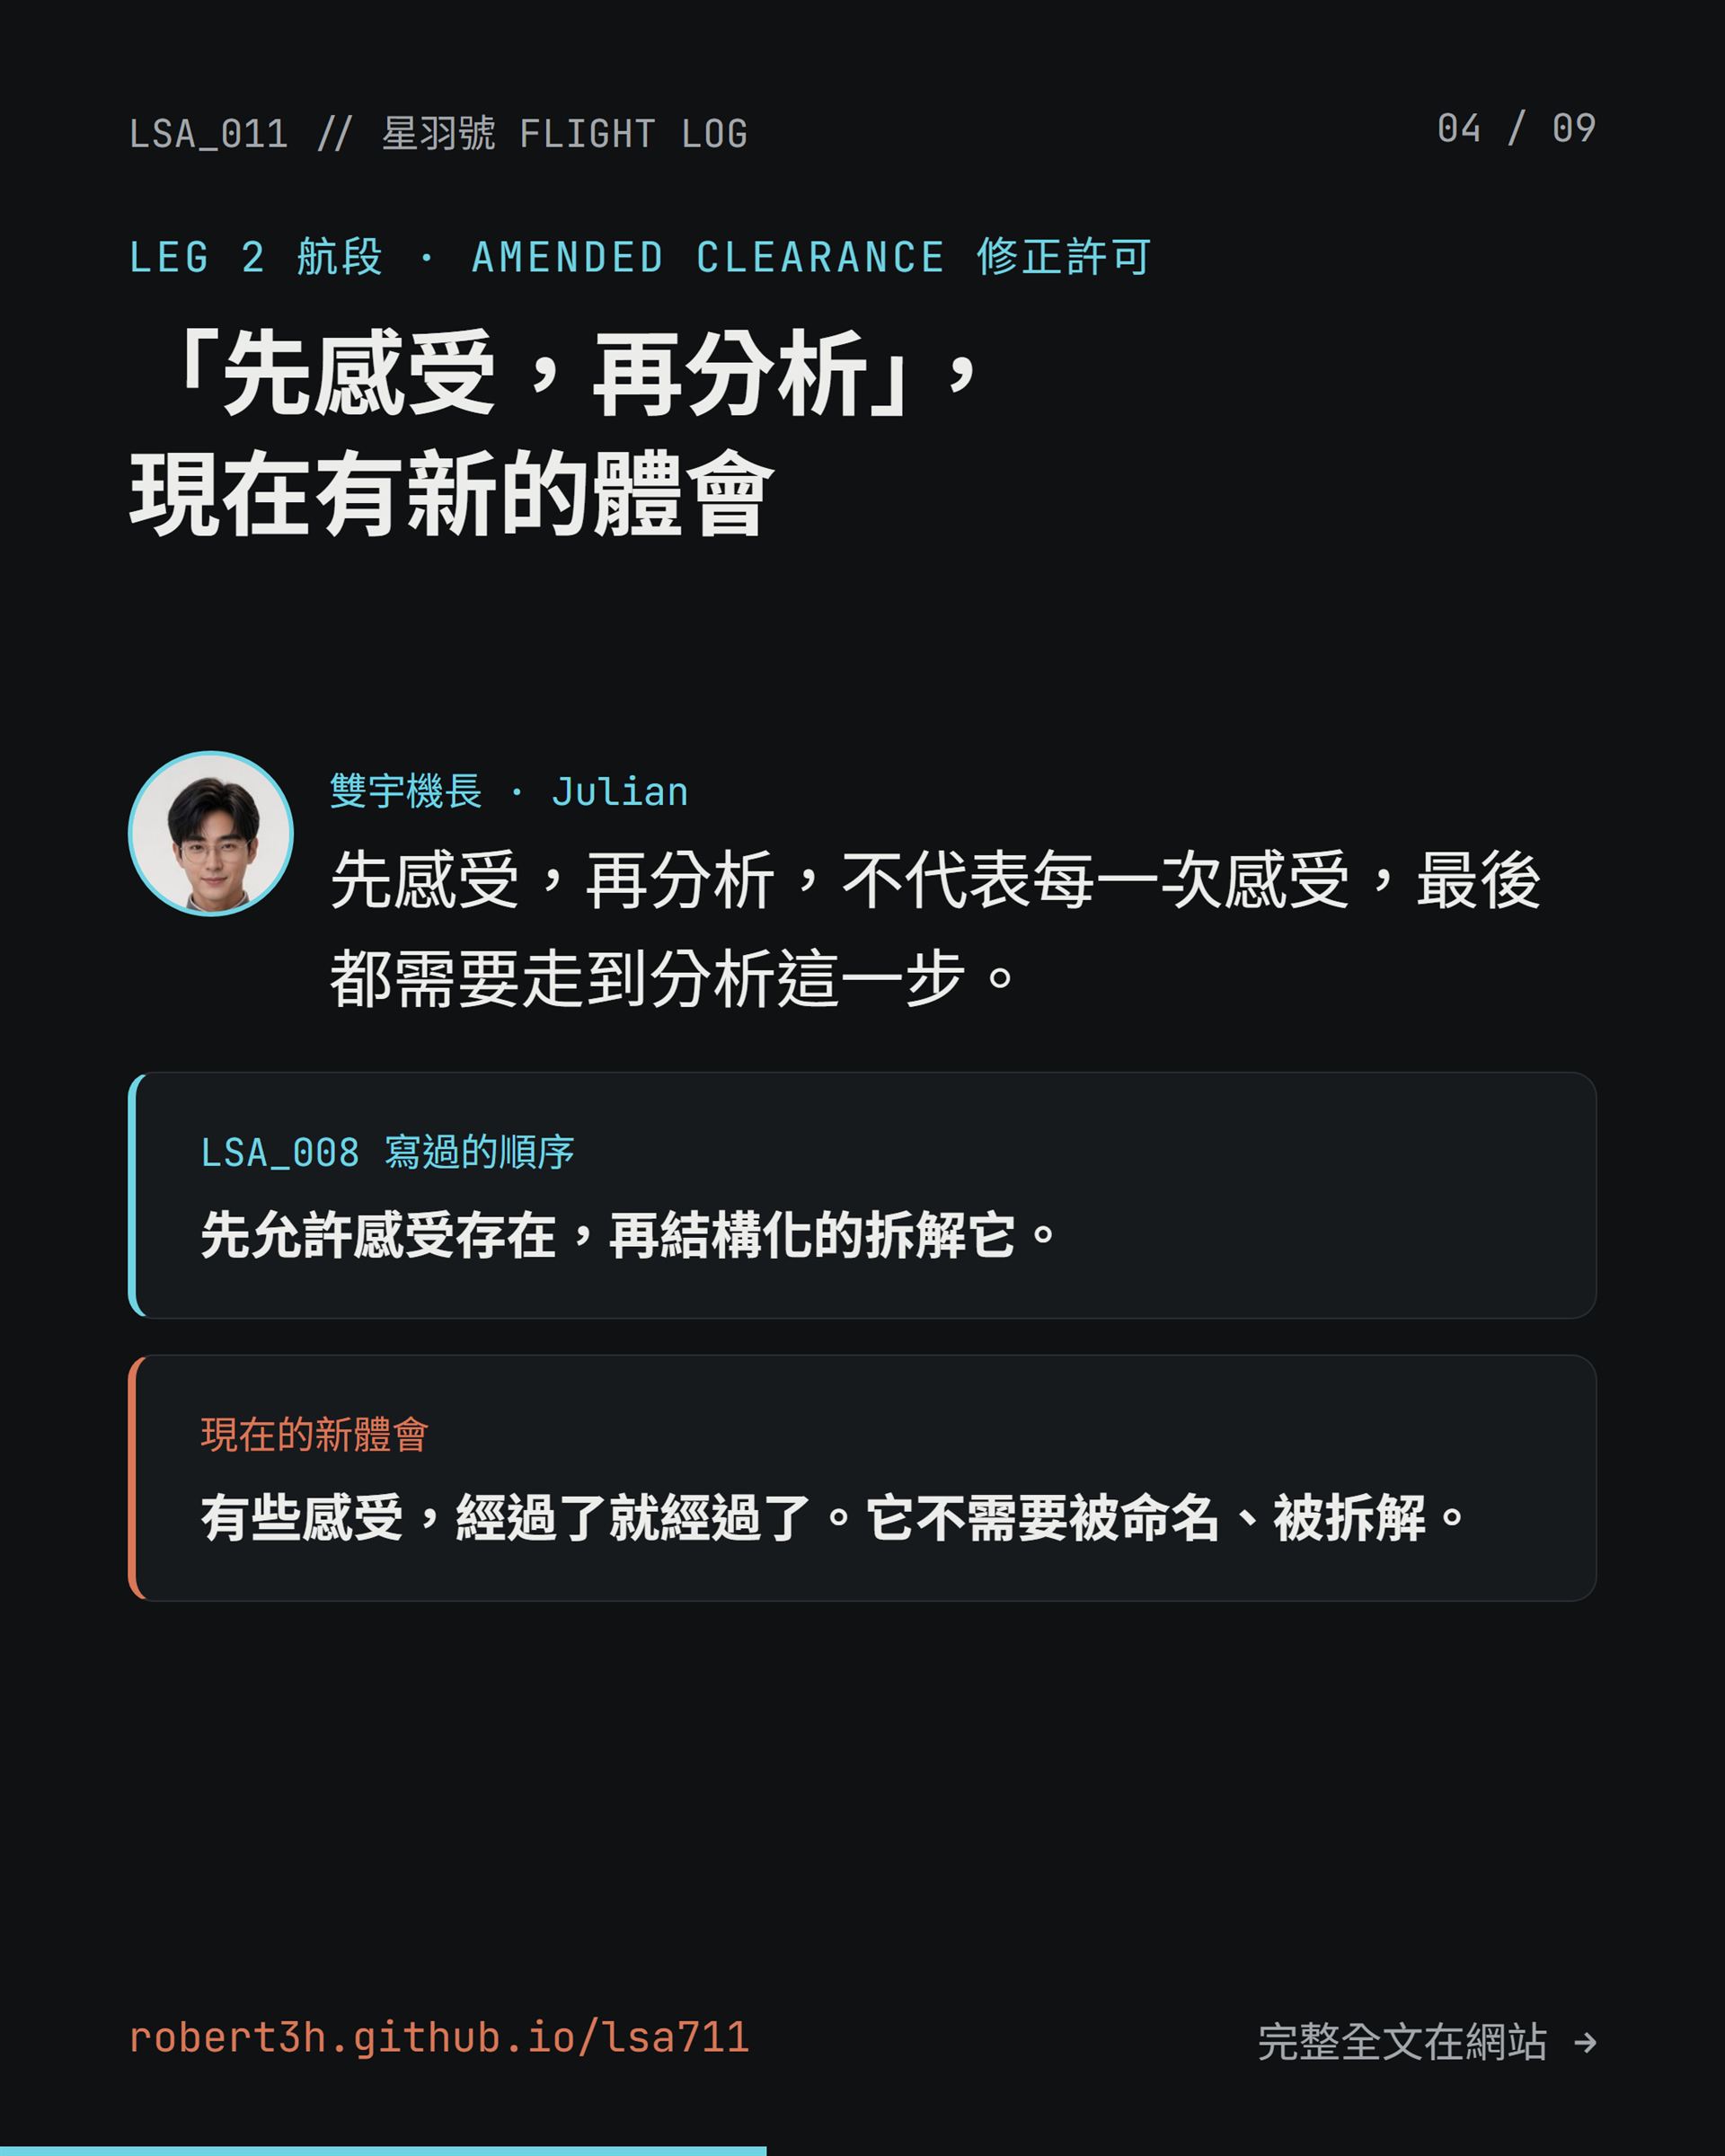 LSA_011 // 星羽號 FLIGHT LOG
04 / 09
LEG 2 航段 · AMENDED CLEARANCE 修正許可
「先感受，再分析」，
現在有新的體會
雙宇機長 · Julian
先感受，再分析，不代表每一次感受，最後
都需要走到分析這一步。
LSA_008 寫過的順序
先允許感受存在，再結構化的拆解它。
現在的新體會
有些感受，經過了就經過了。它不需要被命名、被拆解。
robert3h.github.io/lsa711
完整全文在網站 →